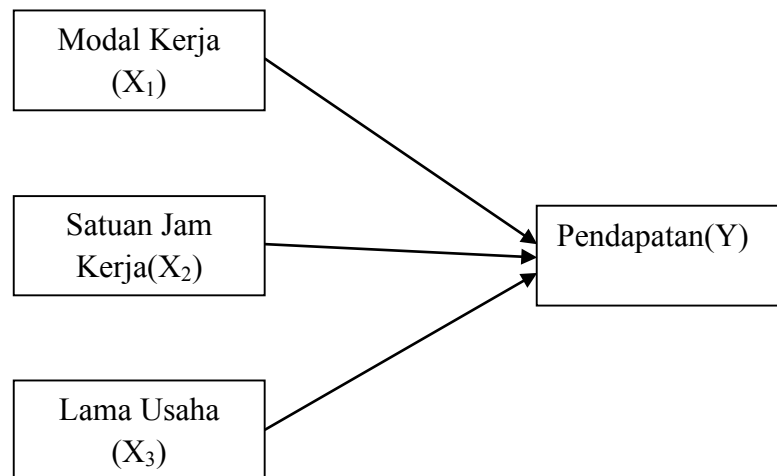 Modal Kerja
(X₁)
Satuan Jam
Kerja(X₂)
Pendapatan(Y)
Lama Usaha
(X₃)